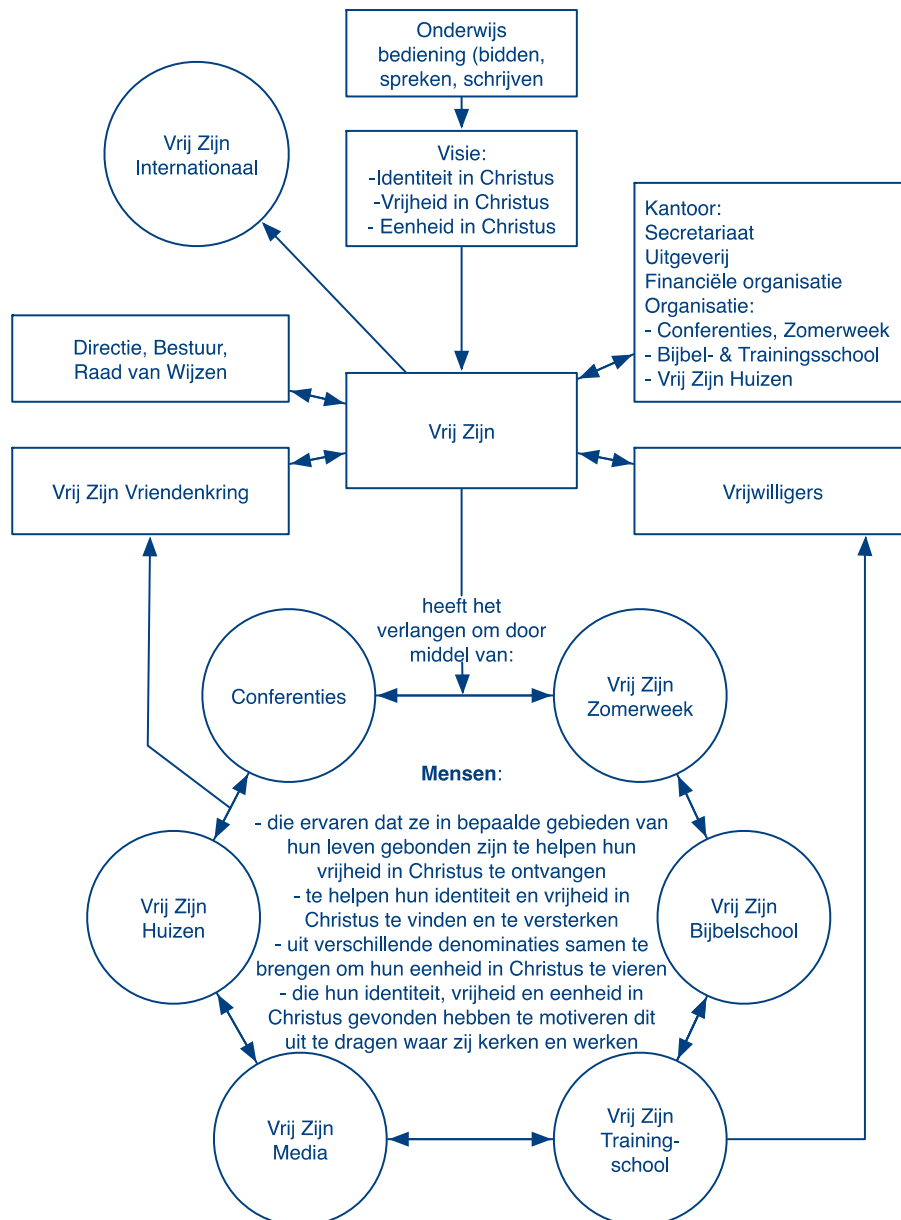 Onderwijs
bediening (bidden,
spreken, schrijven
Vrij Zijn
Internationaal
Visie:
-Identiteit in Christus
-Vrijheid in Christus
- Eenheid in Christus
Kantoor:
Secretariaat
Uitgeverij
Financiële organisatie
Organisatie:
- Conferenties, Zomerweek
- Bijbel- & Trainingsschool
- Vrij Zijn Huizen
Directie, Bestuur,
Raad van Wijzen
Vrij Zijn
Vrij Zijn Vriendenkring
Vrijwilligers
heeft het
verlangen om door
middel van:
Conferenties
Vrij Zijn
Zomerweek
Mensen:
- die ervaren dat ze in bepaalde gebieden van
hun leven gebonden zijn te helpen hun
vrijheid in Christus te ontvangen
- te helpen hun identiteit en vrijheid in
Christus te vinden en te versterken
- uit verschillende denominaties samen te
brengen om hun eenheid in Christus te vieren
- die hun identiteit, vrijheid en eenheid in
Christus gevonden hebben te motiveren dit
uit te dragen waar zij kerken en werken
Vrij Zijn
Huizen
Vrij Zijn
Bijbelschool
Vrij Zijn
Media
Vrij Zijn
Training-
school